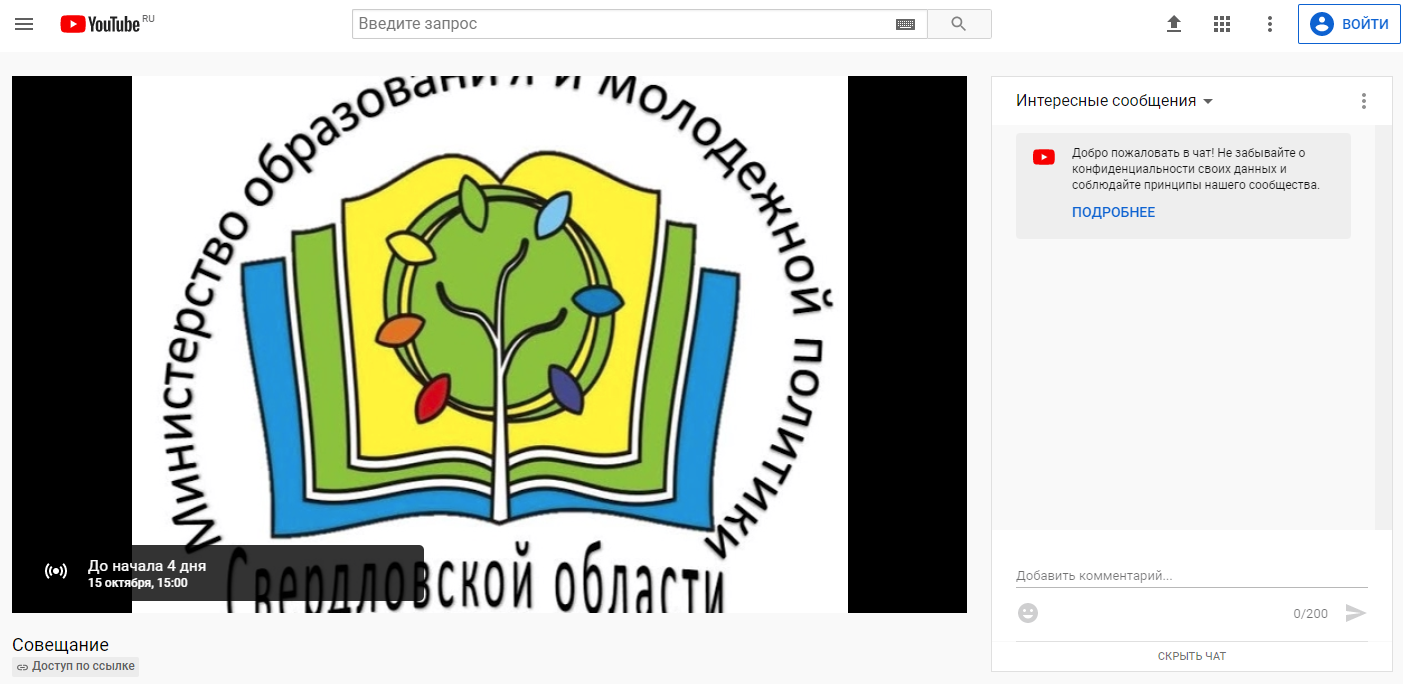 YouTube RU
Введите запрос
ВОЙТИ
Министерство образования и молодежной политики
Свердловской области
До начала 4 дня
15 октября, 15:00
Совещание
Доступ по ссылке
Интересные сообщения
Добро пожаловать в чат! Не забывайте о
конфиденциальности своих данных и
соблюдайте принципы нашего сообщества.
ПОДРОБНЕЕ
Добавить комментарий...
0/200
СКРЫТЬ ЧАТ